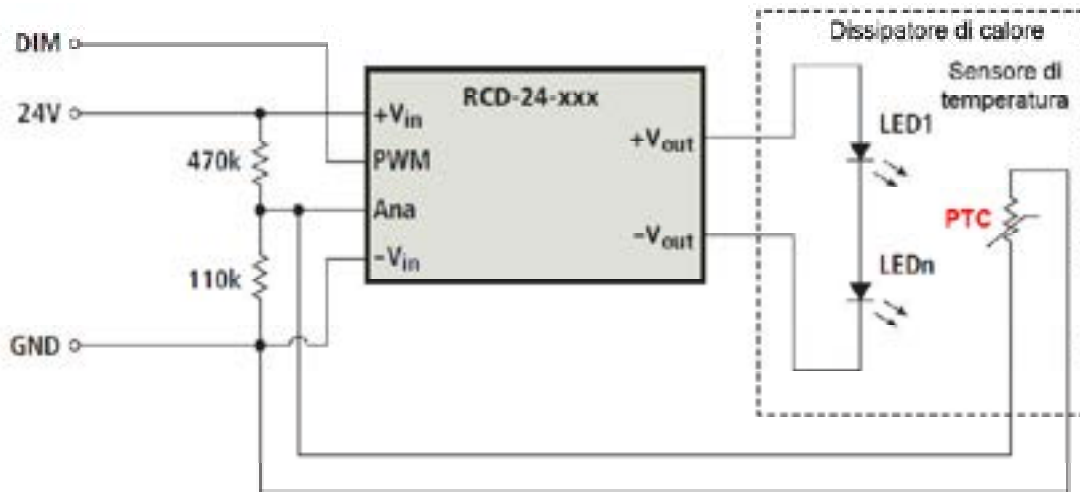 Dissipatore di calore
DIM
Sensore di
temperatura
RCD-24-xxx
24V
+Vin
LED1
+Vout
470k
PWM
Ana
PTC
-Vout
-Vin
LEDn
110k
GND